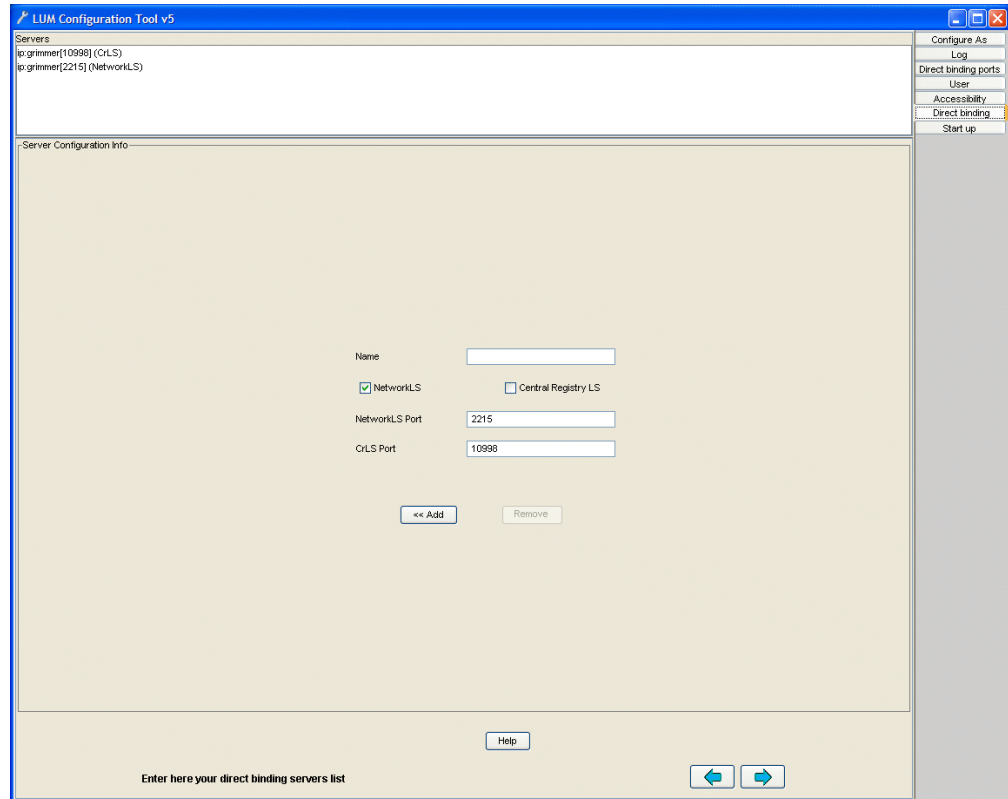 LUM Configuration Tool v5
Servers
ip:grimmer[10998] (CrLS)
ip:grimmer[2215] (NetworkLS)
Configure As
Log
Direct binding ports
User
Accessibility
Direct binding
Start up
Server Configuration Info
Name
NetworkLS Central Registry LS
NetworkLS Port 2215
CrLS Port 10998
<< Add Remove
Help
Enter here your direct binding servers list